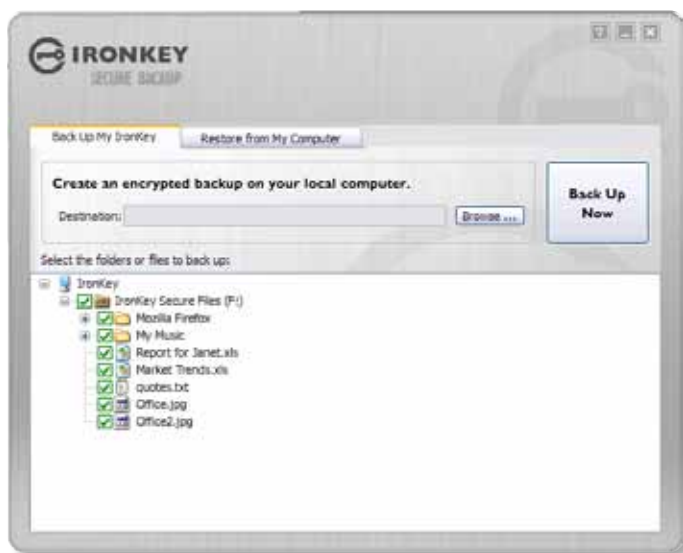 IRONKEY
SECURE BACKUP
Back Up My IronKey
Restore from My Computer
Create an encrypted backup on your local computer.
Destination:
Browse ...
Back Up
Now
Select the folders or files to back up:
IronKey
IronKey Secure Files (F:)
Mozilla Firefox
My Music
Report for Janet.xls
Market Trends.xls
quotes.txt
Office.jpg
Office2.jpg